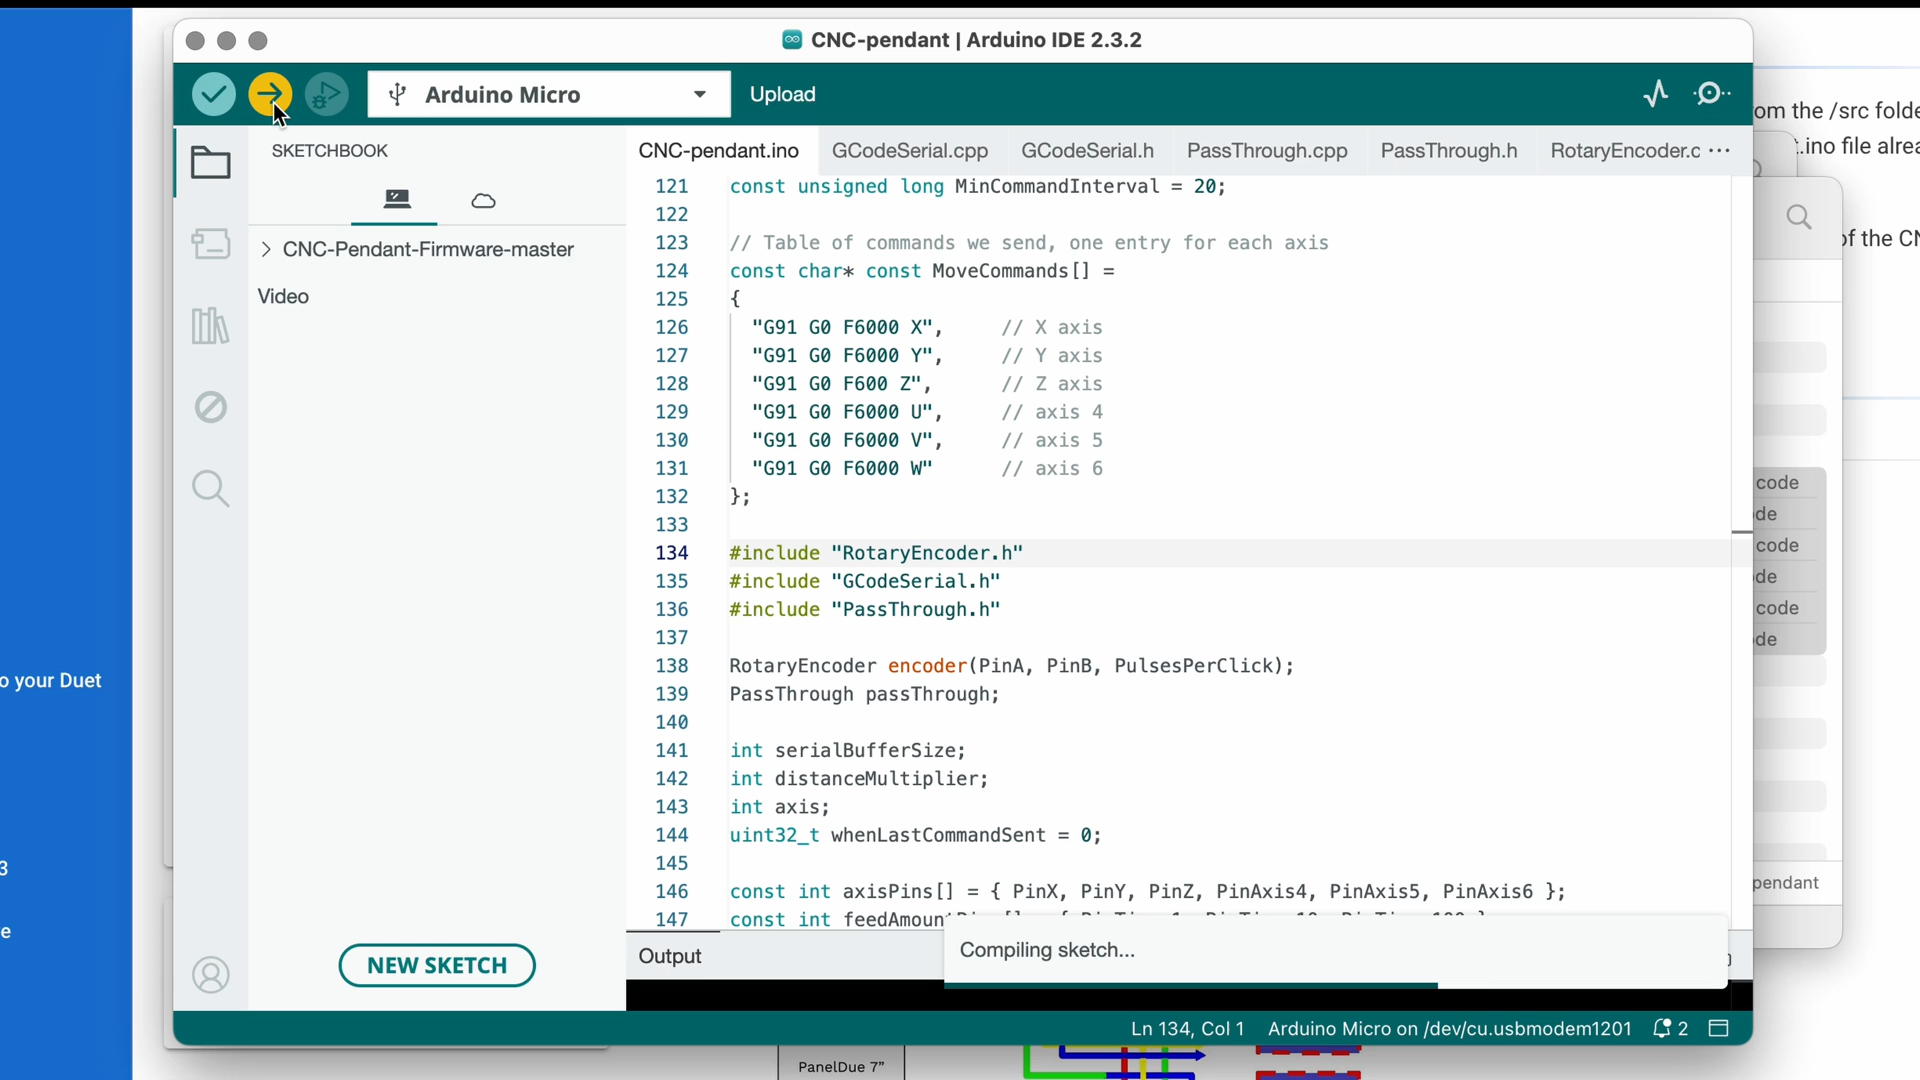 CNC-pendant | Arduino IDE 2.3.2
Arduino Micro
Upload
SKETCHBOOK
CNC-Pendant-Firmware-master
Video
NEW SKETCH
CNC-pendant.ino GCodeSerial.cpp GCodeSerial.h PassThrough.cpp PassThrough.h RotaryEncoder.c ...
121 const unsigned long MinCommandInterval = 20;
122
123 // Table of commands we send, one entry for each axis
124 const char* const MoveCommands[] =
125 {
126 "G91 G0 F6000 X", // X axis
127 "G91 G0 F6000 Y", // Y axis
128 "G91 G0 F600 Z", // Z axis
129 "G91 G0 F6000 U", // axis 4
130 "G91 G0 F6000 V", // axis 5
131 "G91 G0 F6000 W" // axis 6
132 };
133
134 #include "RotaryEncoder.h"
135 #include "GCodeSerial.h"
136 #include "PassThrough.h"
137
138 RotaryEncoder encoder(PinA, PinB, PulsesPerClick);
139 PassThrough passThrough;
140
141 int serialBufferSize;
142 int distanceMultiplier;
143 int axis;
144 uint32_t whenLastCommandSent = 0;
145
146 const int axisPins[] = { PinX, PinY, PinZ, PinAxis4, PinAxis5, PinAxis6 };
147 const int feedAmoun
Output
Compiling sketch...
Ln 134, Col 1 Arduino Micro on /dev/cu.usbmodem1201 2
o your Duet
3
e
om the /src folde
.ino file alrea
of the CN
code
de
code
de
code
de
pendant
PanelDue 7"